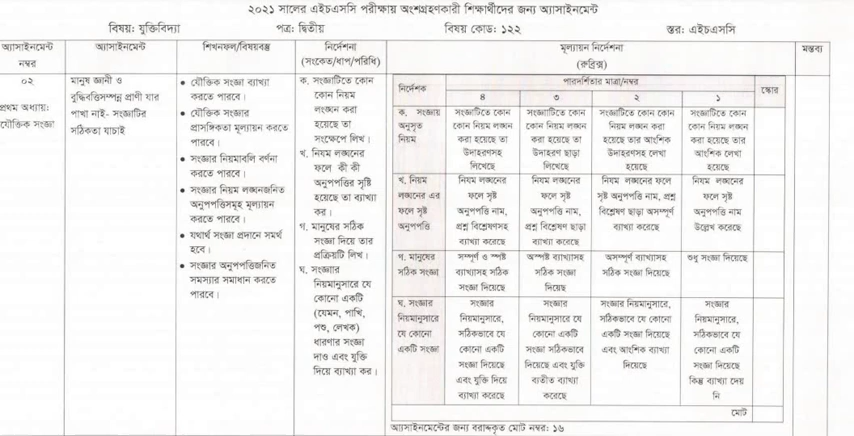 ২০২১ সালের এইচএসসি পরীক্ষায় অংশগ্রহণকারী শিক্ষার্থীদের জন্য অ্যাসাইনমেন্ট
বিষয়: যুক্তিবিদ্যা পত্র: দ্বিতীয় বিষয় কোড: ১২২ স্তর: এইচএসসি
অ্যাসাইনমেন্ট
নম্বর
অ্যাসাইনমেন্ট
শিখনফল/বিষয়বস্তু
নির্দেশনা
(সংকেত/ধাপ/পরিধি)
মূল্যায়ন নির্দেশনা
(রুব্রিক্স)
মন্তব্য
০২
প্রথম অধ্যায়:
যৌক্তিক সংজ্ঞা
মানুষ জ্ঞানী ও
বুদ্ধিবৃত্তিসম্পন্ন প্রাণী যার
পাখা নাই- সংজ্ঞাটির
সঠিকতা যাচাই
• যৌক্তিক সংজ্ঞা ব্যাখ্যা
করতে পারবে।
• যৌক্তিক সংজ্ঞার
প্রাসঙ্গিকতা মূল্যায়ন করতে
পারবে।
• সংজ্ঞার নিয়মাবলি বর্ণনা
করতে পারবে।
• সংজ্ঞার নিয়ম লঙ্ঘনজনিত
অনুপপত্তিসমূহ মূল্যায়ন
করতে পারবে।
• যথার্থ সংজ্ঞা প্রদানে সমর্থ
হবে।
• সংজ্ঞার অনুপপত্তিজনিত
সমস্যার সমাধান করতে
পারবে।
ক. সংজ্ঞাটিতে কোন
কোন নিয়ম
লংঘন করা
হয়েছে তা
সংক্ষেপে লিখ।
খ. নিয়ম লঙ্ঘনের
ফলে কী কী
অনুপপত্তির সৃষ্টি
হয়েছে তা ব্যাখ্যা
কর।
গ. মানুষের সঠিক
সংজ্ঞা দিয়ে তার
প্রক্রিয়টি লিখ।
ঘ. সংজ্ঞার
নিয়মানুসারে যে
কোনো একটি
(যেমন, পাখি,
পশু, লেখক)
ধারণার সংজ্ঞা
দাও এবং যুক্তি
দিয়ে ব্যাখ্যা কর।
নির্দেশক
পারদর্শিতার মাত্রা/নম্বর
স্কোর
৪ ৩ ২ ১
ক. সংজ্ঞায়
অনুসৃত
নিয়ম
সংজ্ঞাটিতে কোন
কোন নিয়ম লঙ্ঘন
করা হয়েছে তা
উদাহরণসহ
লিখেছে
সংজ্ঞাটিতে কোন
কোন নিয়ম লঙ্ঘন
করা হয়েছে তা
উদাহরণ ছাড়া
লিখেছে
সংজ্ঞাটিতে কোন কোন
নিয়ম লঙ্ঘন করা
হয়েছে তার আংশিক
উদাহরণসহ লেখা
হয়েছে
সংজ্ঞাটিতে কোন
কোন নিয়ম লঙ্ঘন
করা হয়েছে তার
আংশিক লেখা
হয়েছে
খ. নিয়ম
লঙ্ঘনের এর
ফলে সৃষ্ট
অনুপপত্তি
নিয়ম লঙ্ঘনের
ফলে সৃষ্ট
অনুপপত্তি নাম,
প্রশ্ন বিশ্লেষণসহ
ব্যাখ্যা করেছে
নিয়ম লঙ্ঘনের
ফলে সৃষ্ট
অনুপপত্তি নাম,
প্রশ্ন বিশ্লেষণ ছাড়া
ব্যাখ্যা করেছে
নিয়ম লঙ্ঘনের ফলে
সৃষ্ট অনুপপত্তি নাম, প্রশ্ন
বিশ্লেষণ ছাড়া অসম্পূর্ণ
ব্যাখ্যা করেছে
নিয়ম লঙ্ঘনের
ফলে সৃষ্ট
অনুপপত্তি নাম
উল্লেখ করেছে
গ. মানুষের
সঠিক সংজ্ঞা
সম্পূর্ণ ও স্পষ্ট
ব্যাখ্যাসহ সঠিক
সংজ্ঞা দিয়েছে
অস্পষ্ট ব্যাখ্যাসহ
সঠিক সংজ্ঞা
দিয়েছ
অসম্পূর্ণ ব্যাখ্যাসহ
সঠিক সংজ্ঞা দিয়েছে
শুধু সংজ্ঞা দিয়েছে
ঘ. সংজ্ঞার
নিয়মানুসারে
যে কোনো
একটি সংজ্ঞা
সংজ্ঞার
নিয়মানুসারে,
সঠিকভাবে যে
কোনো একটি
সংজ্ঞা দিয়েছে
এবং যুক্তি দিয়ে
ব্যাখ্যা করেছে
সংজ্ঞার
নিয়মানুসারে যে
কোনো একটি
সংজ্ঞা সঠিকভাবে
দিয়েছে এবং যুক্তি
ব্যতীত ব্যাখ্যা
করেছে
সংজ্ঞার নিয়মানুসারে,
সঠিকভাবে যে কোনো
একটি সংজ্ঞা দিয়েছে
এবং আংশিক ব্যাখ্যা
দিয়েছে
সংজ্ঞার
নিয়মানুসারে,
সঠিকভাবে যে
কোনো একটি
সংজ্ঞা দিয়েছে
কিন্তু ব্যাখ্যা দেয়
নি
মোট
অ্যাসাইনমেন্টের জন্য বরাদ্দকৃত মোট নম্বর: ১৬